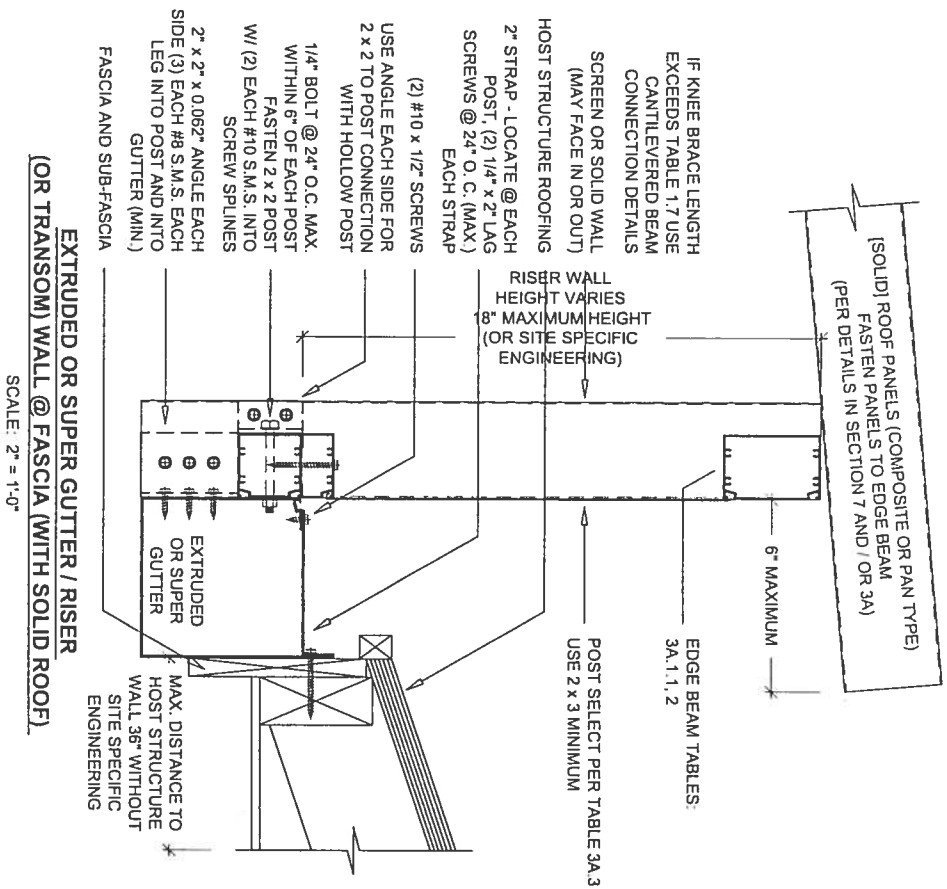 [SOLID] ROOF PANELS (COMPOSITE OR PAN TYPE)
FASTEN PANELS TO EDGE BEAM
(PER DETAILS IN SECTION 7 AND / OR 3A)
IF KNEE BRACE LENGTH
EXCEEDS TABLE 1.7 USE
CANTILEVERED BEAM
CONNECTION DETAILS
SCREEN OR SOLID WALL
(MAY FACE IN OR OUT)
HOST STRUCTURE ROOFING
2" STRAP - LOCATE @ EACH
POST, (2) 1/4" x 2" LAG
SCREWS @ 24" O. C. (MAX.)
EACH STRAP
(2) #10 x 1/2" SCREWS
USE ANGLE EACH SIDE FOR
2 x 2 TO POST CONNECTION
WITH HOLLOW POST
1/4" BOLT @ 24" O.C. MAX.
WITHIN 6" OF EACH POST
FASTEN 2 x 2 POST
W/ (2) EACH #10 S.M.S. INTO
SCREW SPLINES
2" x 2" x 0.062" ANGLE EACH
SIDE (3) EACH #8 S.M.S. EACH
LEG INTO POST AND INTO
GUTTER (MIN.)
FASCIA AND SUB-FASCIA
RISER WALL
HEIGHT VARIES
18" MAXIMUM HEIGHT
(OR SITE SPECIFIC
ENGINEERING)
6" MAXIMUM
EDGE BEAM TABLES:
3A.1.1, 2
POST SELECT PER TABLE 3A.3
USE 2 x 3 MINIMUM
EXTRUDED
OR SUPER
GUTTER
MAX. DISTANCE TO
HOST STRUCTURE
WALL 36" WITHOUT
SITE SPECIFIC
ENGINEERING
EXTRUDED OR SUPER GUTTER / RISER
(OR TRANSOM) WALL @ FASCIA (WITH SOLID ROOF)
SCALE: 2" = 1'-0"